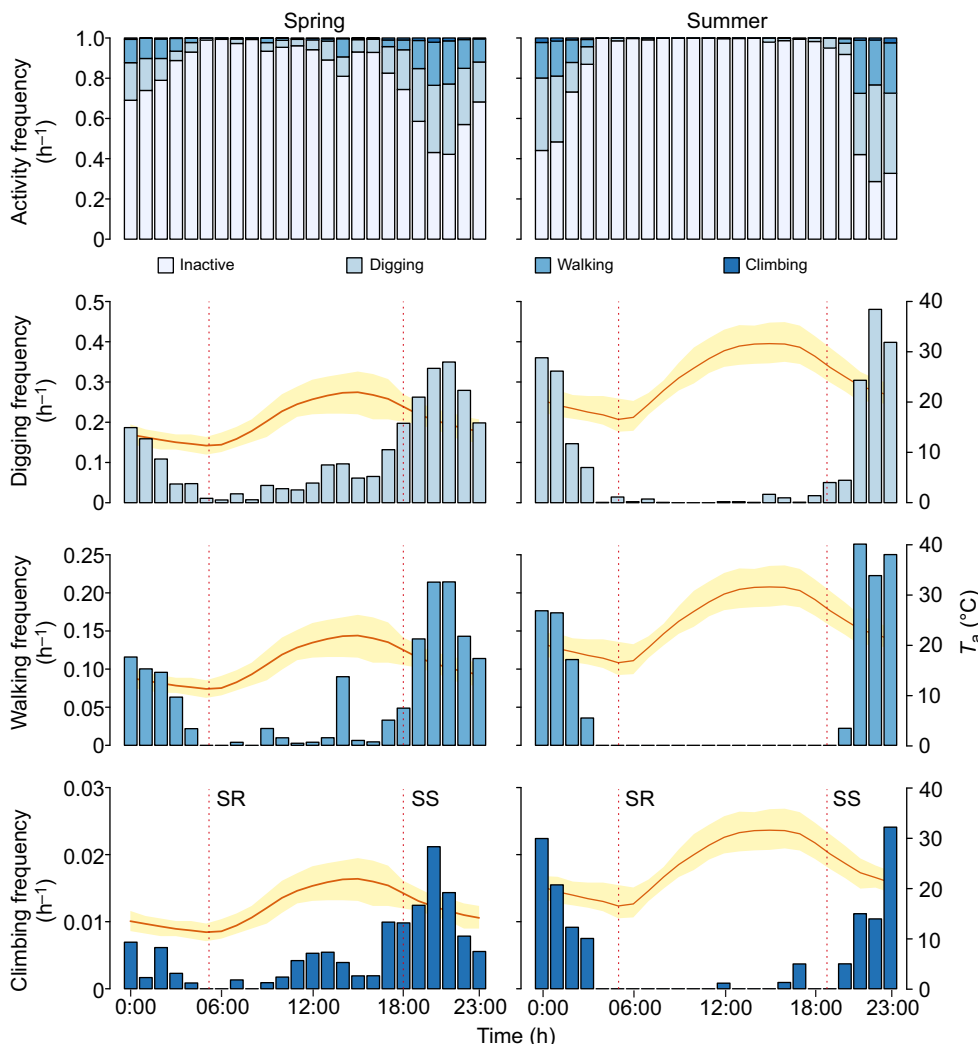 Spring
Summer
Activity frequency
(h–1)
1.0
0.8
0.6
0.4
0.2
0
Inactive
Digging
Walking
Climbing
Digging frequency
(h–1)
0.5
0.4
0.3
0.2
0.1
0
40
30
20
10
0
Walking frequency
(h–1)
0.25
0.20
0.15
0.10
0.05
0
40
30
20
10
0
Ta (°C)
Climbing frequency
(h–1)
0.03
0.02
0.01
0
SR
SS
SR
SS
40
30
20
10
0
0:00
06:00
12:00
18:00
23:00
0:00
06:00
12:00
18:00
23:00
Time (h)